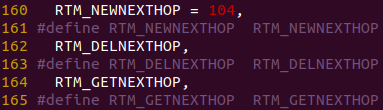 160 RTM_NEWNEXTHOP = 104,
161 #define RTM_NEWNEXTHOP RTM_NEWNEXTHOP
162 RTM_DELNEXTHOP,
163 #define RTM_DELNEXTHOP RTM_DELNEXTHOP
164 RTM_GETNEXTHOP,
165 #define RTM_GETNEXTHOP RTM_GETNEXTHOP